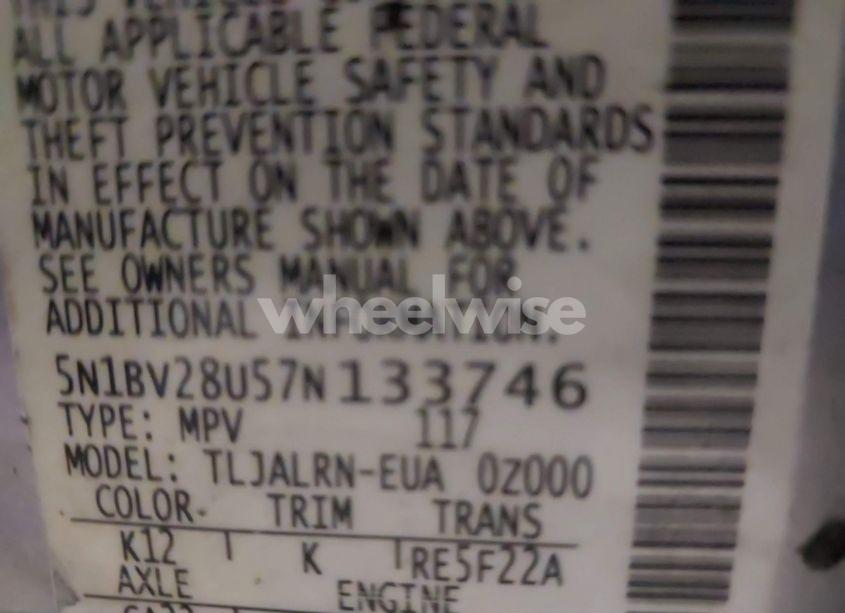 ALL APPLICABLE FEDERAL
MOTOR VEHICLE SAFETY AND
THEFT PREVENTION STANDARDS
IN EFFECT ON THE DATE OF
MANUFACTURE SHOWN ABOVE.
SEE OWNERS MANUAL FOR
ADDITIONAL INFORMATION.
wheelwise
5N1BV28U57N133746
TYPE: MPV 117
MODEL: TLJALRN-EUA 0Z000
COLOR TRIM TRANS
K12 K RE5F22A
AXLE ENGINE